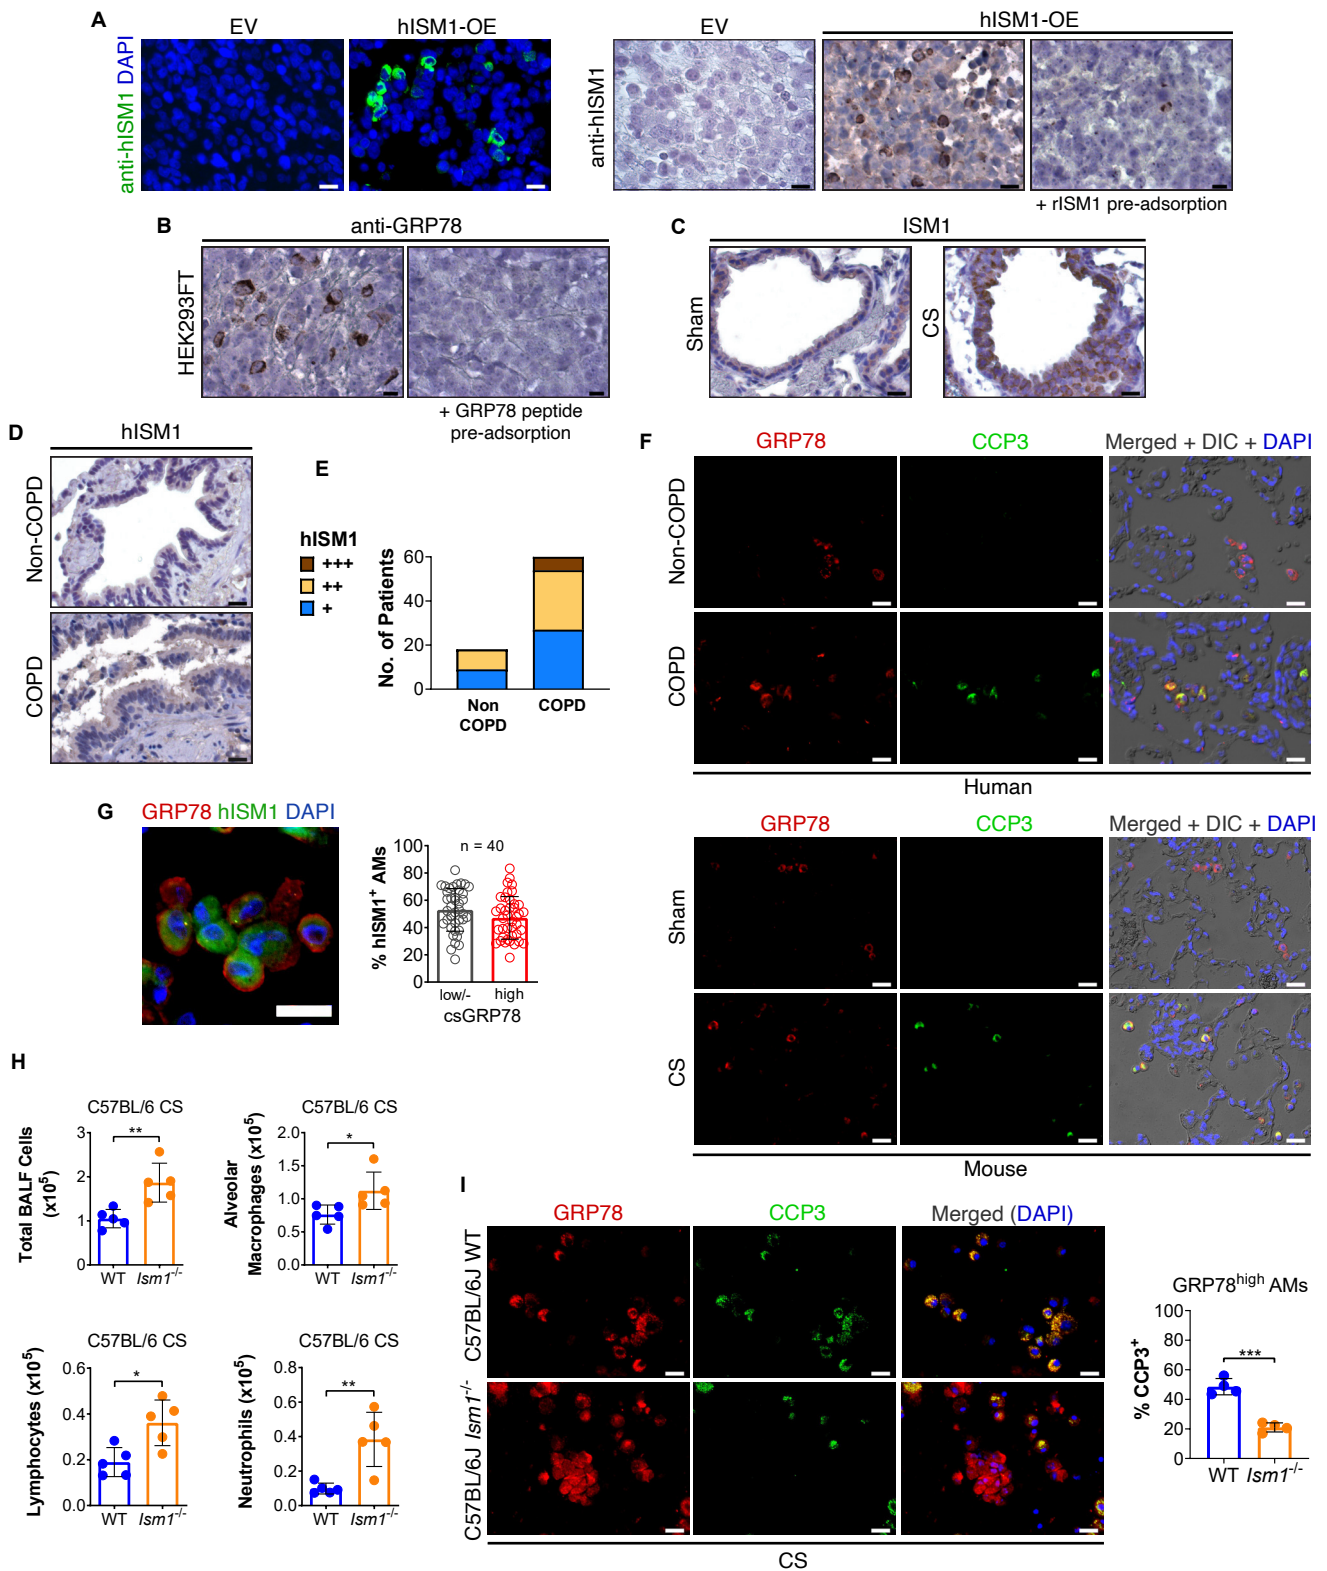 A
EV
hISM1-OE
anti-hISM1 DAPI
EV
hISM1-OE
anti-hISM1
+ rISM1 pre-adsorption
B
anti-GRP78
HEK293FT
+ GRP78 peptide
pre-adsorption
C
ISM1
Sham
CS
D
hISM1
Non-COPD
COPD
E
hISM1
+++
++
+
No. of Patients
60
40
20
0
Non
COPD
COPD
F
GRP78
CCP3
Merged + DIC + DAPI
Non-COPD
COPD
Human
GRP78
CCP3
Merged + DIC + DAPI
Sham
CS
Mouse
G
GRP78 hISM1 DAPI
n = 40
% hISM1⁺ AMs
100
80
60
40
20
0
low/-
high
csGRP78
H
C57BL/6 CS
Total BALF Cells
(x10⁵)
3
2
1
0
**
WT
Ism1⁻/⁻
C57BL/6 CS
Alveolar
Macrophages (x10⁵)
2.0
1.5
1.0
0.5
0.0
*
WT
Ism1⁻/⁻
C57BL/6 CS
Lymphocytes (x10⁵)
0.6
0.4
0.2
0.0
*
WT
Ism1⁻/⁻
C57BL/6 CS
Neutrophils (x10⁵)
0.8
0.6
0.4
0.2
0.0
**
WT
Ism1⁻/⁻
I
GRP78
CCP3
Merged (DAPI)
C57BL/6J WT
C57BL/6J Ism1⁻/⁻
CS
GRP78ʰⁱᵍʰ AMs
% CCP3⁺
100
80
60
40
20
0
***
WT
Ism1⁻/⁻